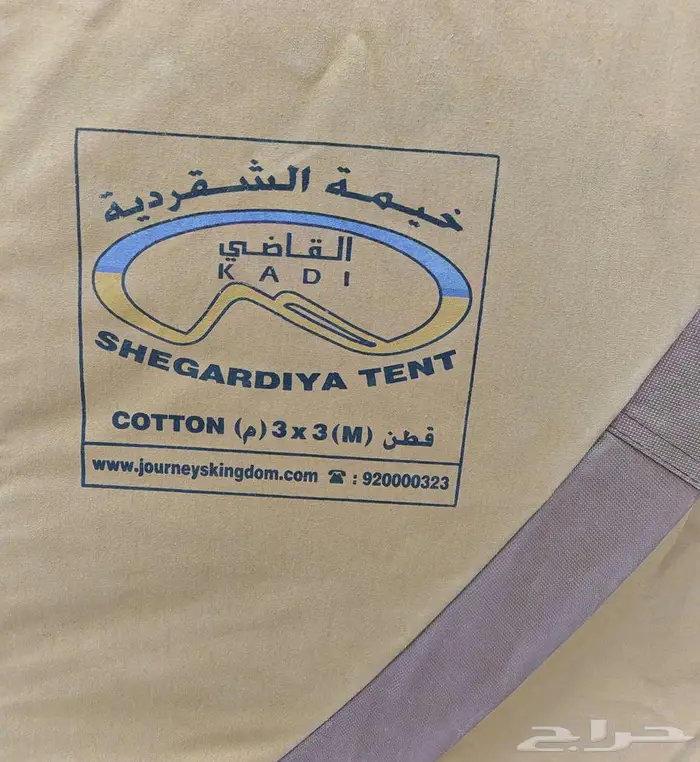 خيمة الشقردية
القاضي
KADI
SHEGARDIYA TENT
COTTON (م) 3 x 3 (M) قطن
www.journeyskingdom.com ☎ : 920000323
حراج